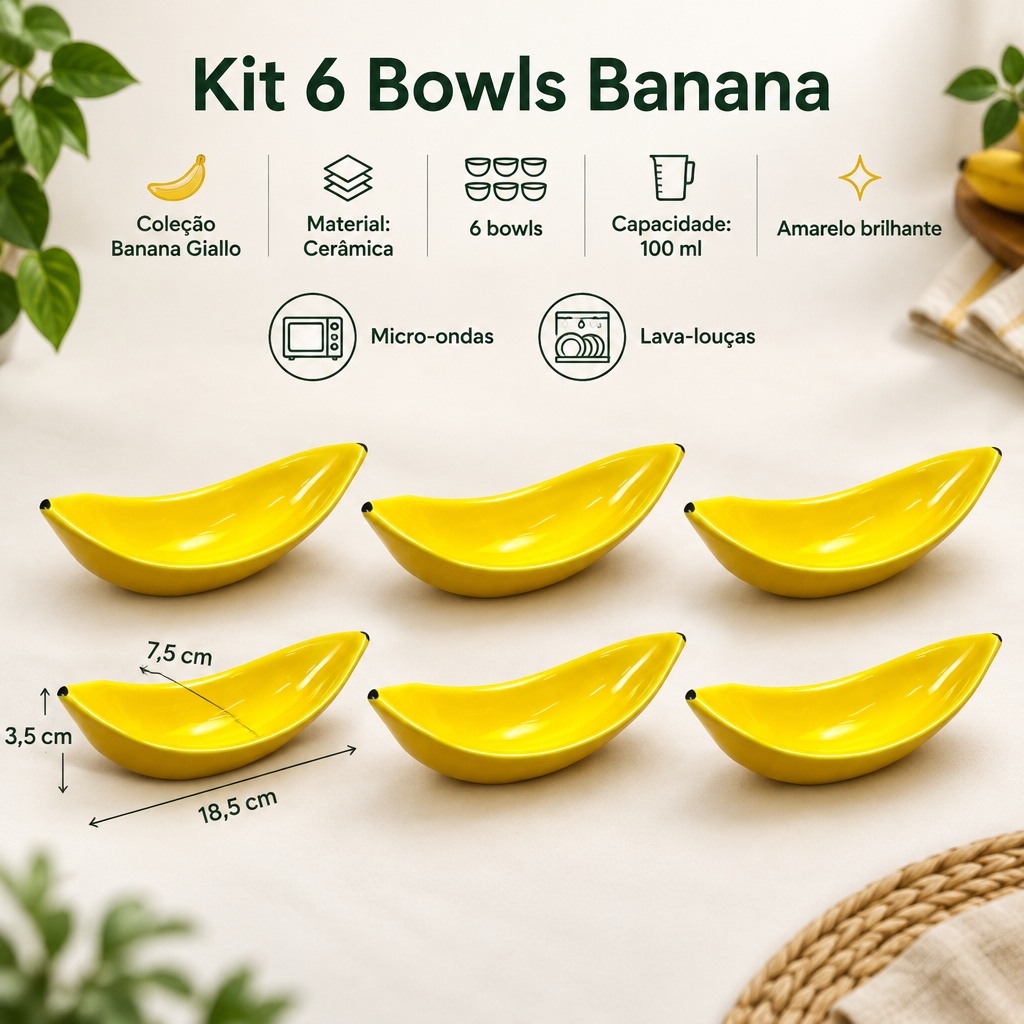 Kit 6 Bowls Banana
Coleção
Banana Giallo
Material:
Cerâmica
6 bowls
Capacidade:
100 ml
Amarelo brilhante
Micro-ondas
Lava-louças
7,5 cm
3,5 cm
18,5 cm